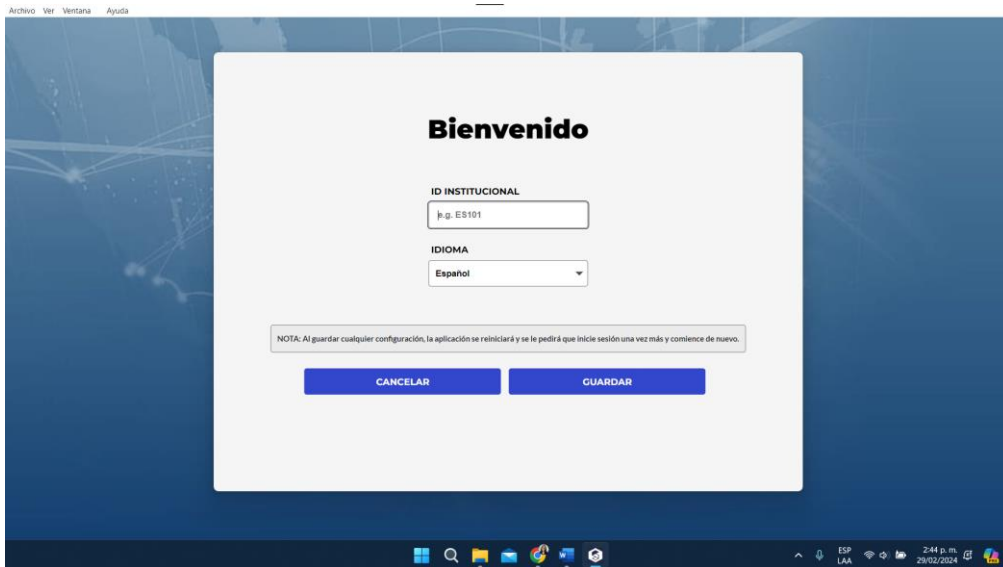 Archivo Ver Ventana Ayuda
Bienvenido
ID INSTITUCIONAL
e.g. ES101
IDIOMA
Español
NOTA: Al guardar cualquier configuración, la aplicación se reiniciará y se le pedirá que inicie sesión una vez más y comience de nuevo.
CANCELAR GUARDAR
ESP 2:44 p. m.
LAA 29/02/2024